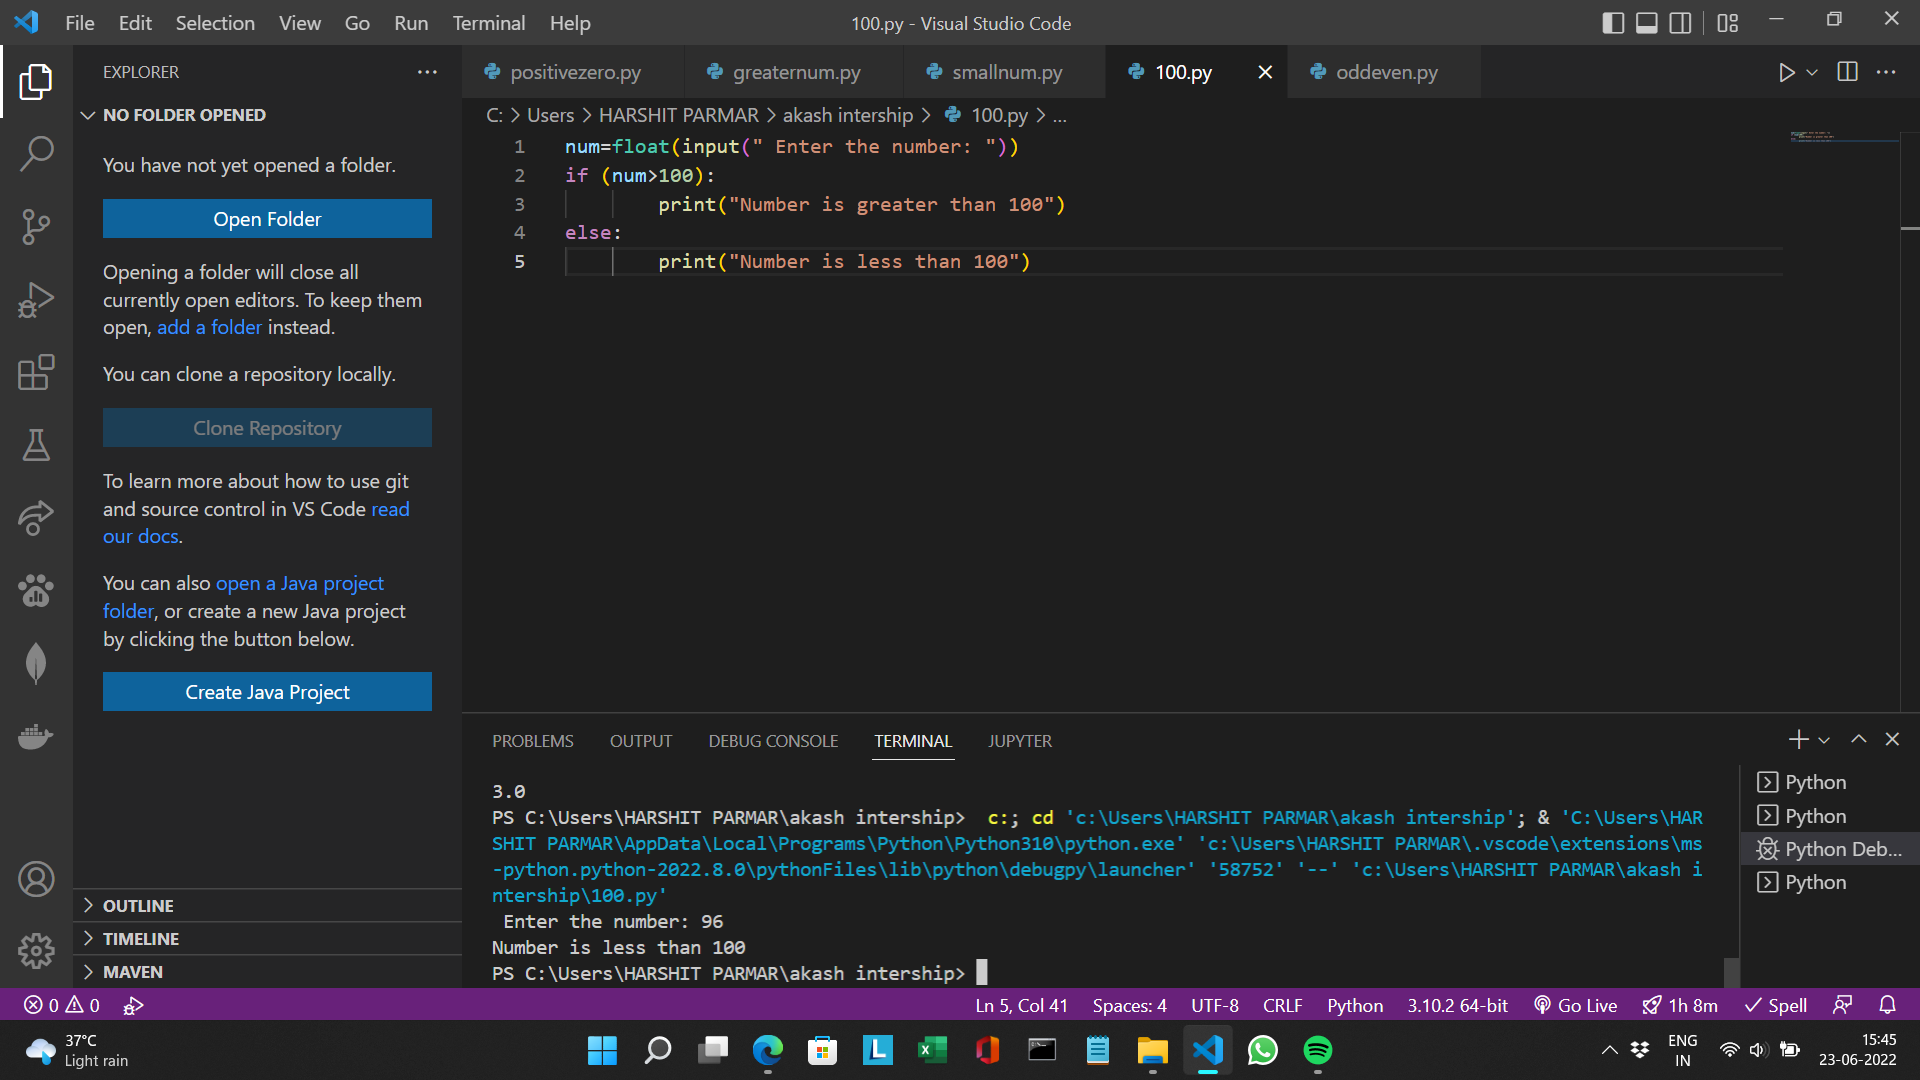 File Edit Selection View Go Run Terminal Help
100.py - Visual Studio Code
EXPLORER
NO FOLDER OPENED
You have not yet opened a folder.
Open Folder
Opening a folder will close all
currently open editors. To keep them
open, add a folder instead.
You can clone a repository locally.
Clone Repository
To learn more about how to use git
and source control in VS Code read
our docs.
You can also open a Java project
folder, or create a new Java project
by clicking the button below.
Create Java Project
OUTLINE
TIMELINE
MAVEN
positivezero.py greaternum.py smallnum.py 100.py oddeven.py
C: > Users > HARSHIT PARMAR > akash intership > 100.py > ...
1 num=float(input(" Enter the number: "))
2 if (num>100):
3 print("Number is greater than 100")
4 else:
5 print("Number is less than 100")
PROBLEMS OUTPUT DEBUG CONSOLE TERMINAL JUPYTER
3.0
PS C:\Users\HARSHIT PARMAR\akash intership>  c:; cd 'c:\Users\HARSHIT PARMAR\akash intership'; & 'C:\Users\HAR
SHIT PARMAR\AppData\Local\Programs\Python\Python310\python.exe' 'c:\Users\HARSHIT PARMAR\.vscode\extensions\ms
-python.python-2022.8.0\pythonFiles\lib\python\debugpy\launcher' '58752' '--' 'c:\Users\HARSHIT PARMAR\akash i
ntership\100.py'
Enter the number: 96
Number is less than 100
PS C:\Users\HARSHIT PARMAR\akash intership>
Python
Python
Python Deb...
Python
0 0 Ln 5, Col 41 Spaces: 4 UTF-8 CRLF Python 3.10.2 64-bit Go Live 1h 8m Spell
37°C
Light rain
L
ENG
IN
15:45
23-06-2022